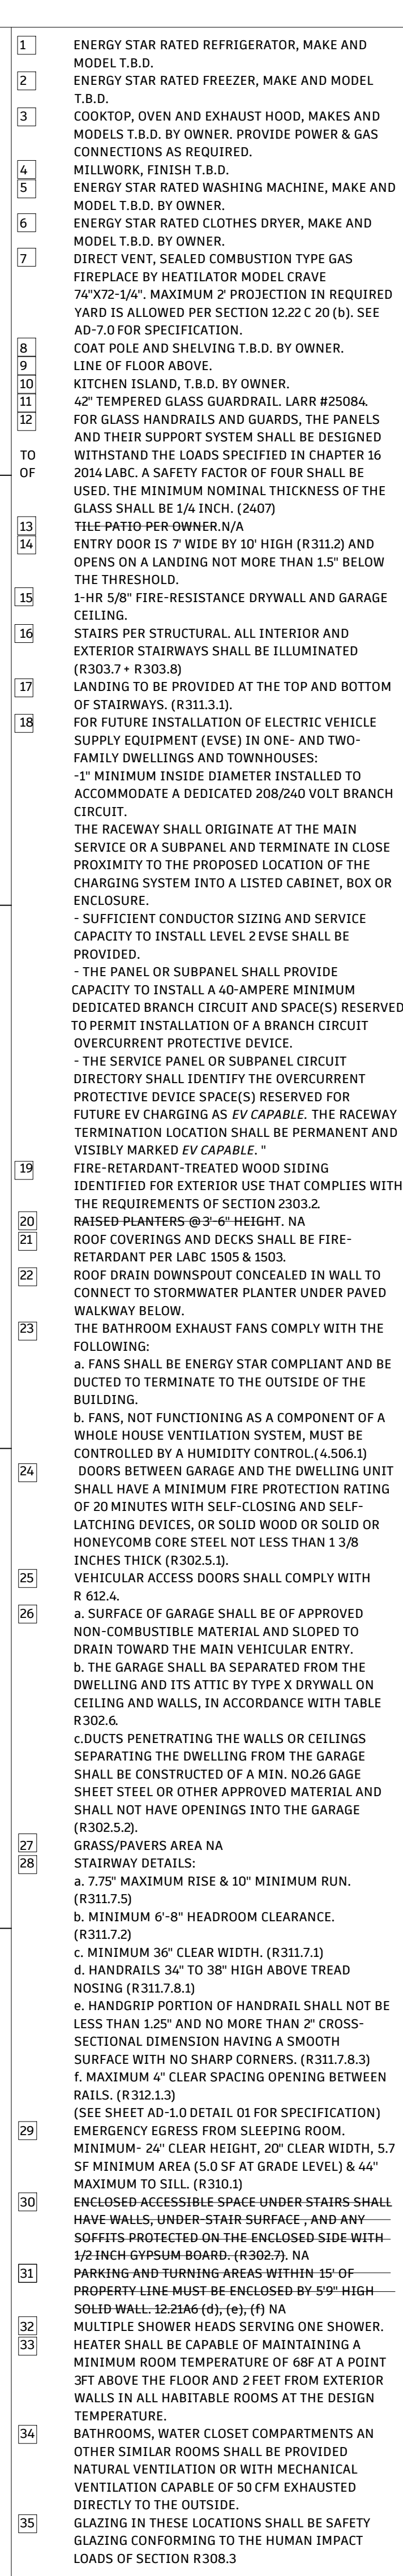 1 ENERGY STAR RATED REFRIGERATOR, MAKE AND
MODEL T.B.D.
2 ENERGY STAR RATED FREEZER, MAKE AND MODEL
T.B.D.
3 COOKTOP, OVEN AND EXHAUST HOOD, MAKES AND
MODELS T.B.D. BY OWNER. PROVIDE POWER & GAS
CONNECTIONS AS REQUIRED.
4 MILLWORK, FINISH T.B.D.
5 ENERGY STAR RATED WASHING MACHINE, MAKE AND
MODEL T.B.D. BY OWNER.
6 ENERGY STAR RATED CLOTHES DRYER, MAKE AND
MODEL T.B.D. BY OWNER.
7 DIRECT VENT, SEALED COMBUSTION TYPE GAS
FIREPLACE BY HEATILATOR MODEL CRAVE
74"X72-1/4". MAXIMUM 2' PROJECTION IN REQUIRED
YARD IS ALLOWED PER SECTION 12.22 C 20 (b). SEE
AD-7.0 FOR SPECIFICATION.
8 COAT POLE AND SHELVING T.B.D. BY OWNER.
9 LINE OF FLOOR ABOVE.
10 KITCHEN ISLAND, T.B.D. BY OWNER.
11 42" TEMPERED GLASS GUARDRAIL. LARR #25084.
12 FOR GLASS HANDRAILS AND GUARDS, THE PANELS
AND THEIR SUPPORT SYSTEM SHALL BE DESIGNED
TO WITHSTAND THE LOADS SPECIFIED IN CHAPTER 16
OF 2014 LABC. A SAFETY FACTOR OF FOUR SHALL BE
USED. THE MINIMUM NOMINAL THICKNESS OF THE
GLASS SHALL BE 1/4 INCH. (2407)
13 TILE PATIO PER OWNER.N/A
14 ENTRY DOOR IS 7' WIDE BY 10' HIGH (R311.2) AND
OPENS ON A LANDING NOT MORE THAN 1.5" BELOW
THE THRESHOLD.
15 1-HR 5/8" FIRE-RESISTANCE DRYWALL AND GARAGE
CEILING.
16 STAIRS PER STRUCTURAL. ALL INTERIOR AND
EXTERIOR STAIRWAYS SHALL BE ILLUMINATED
(R303.7 + R303.8)
17 LANDING TO BE PROVIDED AT THE TOP AND BOTTOM
OF STAIRWAYS. (R311.3.1).
18 FOR FUTURE INSTALLATION OF ELECTRIC VEHICLE
SUPPLY EQUIPMENT (EVSE) IN ONE- AND TWO-
FAMILY DWELLINGS AND TOWNHOUSES:
-1" MINIMUM INSIDE DIAMETER INSTALLED TO
ACCOMMODATE A DEDICATED 208/240 VOLT BRANCH
CIRCUIT.
THE RACEWAY SHALL ORIGINATE AT THE MAIN
SERVICE OR A SUBPANEL AND TERMINATE IN CLOSE
PROXIMITY TO THE PROPOSED LOCATION OF THE
CHARGING SYSTEM INTO A LISTED CABINET, BOX OR
ENCLOSURE.
- SUFFICIENT CONDUCTOR SIZING AND SERVICE
CAPACITY TO INSTALL LEVEL 2 EVSE SHALL BE
PROVIDED.
- THE PANEL OR SUBPANEL SHALL PROVIDE
CAPACITY TO INSTALL A 40-AMPERE MINIMUM
DEDICATED BRANCH CIRCUIT AND SPACE(S) RESERVED
TO PERMIT INSTALLATION OF A BRANCH CIRCUIT
OVERCURRENT PROTECTIVE DEVICE.
- THE SERVICE PANEL OR SUBPANEL CIRCUIT
DIRECTORY SHALL IDENTIFY THE OVERCURRENT
PROTECTIVE DEVICE SPACE(S) RESERVED FOR
FUTURE EV CHARGING AS EV CAPABLE. THE RACEWAY
TERMINATION LOCATION SHALL BE PERMANENT AND
VISIBLY MARKED EV CAPABLE. "
19 FIRE-RETARDANT-TREATED WOOD SIDING
IDENTIFIED FOR EXTERIOR USE THAT COMPLIES WITH
THE REQUIREMENTS OF SECTION 2303.2.
20 RAISED PLANTERS @ 3'-6" HEIGHT. NA
21 ROOF COVERINGS AND DECKS SHALL BE FIRE-
RETARDANT PER LABC 1505 & 1503.
22 ROOF DRAIN DOWNSPOUT CONCEALED IN WALL TO
CONNECT TO STORMWATER PLANTER UNDER PAVED
WALKWAY BELOW.
23 THE BATHROOM EXHAUST FANS COMPLY WITH THE
FOLLOWING:
a. FANS SHALL BE ENERGY STAR COMPLIANT AND BE
DUCTED TO TERMINATE TO THE OUTSIDE OF THE
BUILDING.
b. FANS, NOT FUNCTIONING AS A COMPONENT OF A
WHOLE HOUSE VENTILATION SYSTEM, MUST BE
CONTROLLED BY A HUMIDITY CONTROL.(4.506.1)
24 DOORS BETWEEN GARAGE AND THE DWELLING UNIT
SHALL HAVE A MINIMUM FIRE PROTECTION RATING
OF 20 MINUTES WITH SELF-CLOSING AND SELF-
LATCHING DEVICES, OR SOLID WOOD OR SOLID OR
HONEYCOMB CORE STEEL NOT LESS THAN 1 3/8
INCHES THICK (R302.5.1).
25 VEHICULAR ACCESS DOORS SHALL COMPLY WITH
R 612.4.
26 a. SURFACE OF GARAGE SHALL BE OF APPROVED
NON-COMBUSTIBLE MATERIAL AND SLOPED TO
DRAIN TOWARD THE MAIN VEHICULAR ENTRY.
b. THE GARAGE SHALL BA SEPARATED FROM THE
DWELLING AND ITS ATTIC BY TYPE X DRYWALL ON
CEILING AND WALLS, IN ACCORDANCE WITH TABLE
R302.6.
c.DUCTS PENETRATING THE WALLS OR CEILINGS
SEPARATING THE DWELLING FROM THE GARAGE
SHALL BE CONSTRUCTED OF A MIN. NO.26 GAGE
SHEET STEEL OR OTHER APPROVED MATERIAL AND
SHALL NOT HAVE OPENINGS INTO THE GARAGE
(R302.5.2).
27 GRASS/PAVERS AREA NA
28 STAIRWAY DETAILS:
a. 7.75" MAXIMUM RISE & 10" MINIMUM RUN.
(R311.7.5)
b. MINIMUM 6'-8" HEADROOM CLEARANCE.
(R311.7.2)
c. MINIMUM 36" CLEAR WIDTH. (R311.7.1)
d. HANDRAILS 34" TO 38" HIGH ABOVE TREAD
NOSING (R311.7.8.1)
e. HANDGRIP PORTION OF HANDRAIL SHALL NOT BE
LESS THAN 1.25" AND NO MORE THAN 2" CROSS-
SECTIONAL DIMENSION HAVING A SMOOTH
SURFACE WITH NO SHARP CORNERS. (R311.7.8.3)
f. MAXIMUM 4" CLEAR SPACING OPENING BETWEEN
RAILS. (R312.1.3)
(SEE SHEET AD-1.0 DETAIL 01 FOR SPECIFICATION)
29 EMERGENCY EGRESS FROM SLEEPING ROOM.
MINIMUM- 24" CLEAR HEIGHT, 20" CLEAR WIDTH, 5.7
SF MINIMUM AREA (5.0 SF AT GRADE LEVEL) & 44"
MAXIMUM TO SILL. (R310.1)
30 ENCLOSED ACCESSIBLE SPACE UNDER STAIRS SHALL
HAVE WALLS, UNDER-STAIR SURFACE , AND ANY
SOFFITS PROTECTED ON THE ENCLOSED SIDE WITH
1/2 INCH GYPSUM BOARD. (R302.7). NA
31 PARKING AND TURNING AREAS WITHIN 15' OF
PROPERTY LINE MUST BE ENCLOSED BY 5'9" HIGH
SOLID WALL. 12.21A6 (d), (e), (f) NA
32 MULTIPLE SHOWER HEADS SERVING ONE SHOWER.
33 HEATER SHALL BE CAPABLE OF MAINTAINING A
MINIMUM ROOM TEMPERATURE OF 68F AT A POINT
3FT ABOVE THE FLOOR AND 2 FEET FROM EXTERIOR
WALLS IN ALL HABITABLE ROOMS AT THE DESIGN
TEMPERATURE.
34 BATHROOMS, WATER CLOSET COMPARTMENTS AN
OTHER SIMILAR ROOMS SHALL BE PROVIDED
NATURAL VENTILATION OR WITH MECHANICAL
VENTILATION CAPABLE OF 50 CFM EXHAUSTED
DIRECTLY TO THE OUTSIDE.
35 GLAZING IN THESE LOCATIONS SHALL BE SAFETY
GLAZING CONFORMING TO THE HUMAN IMPACT
LOADS OF SECTION R308.3